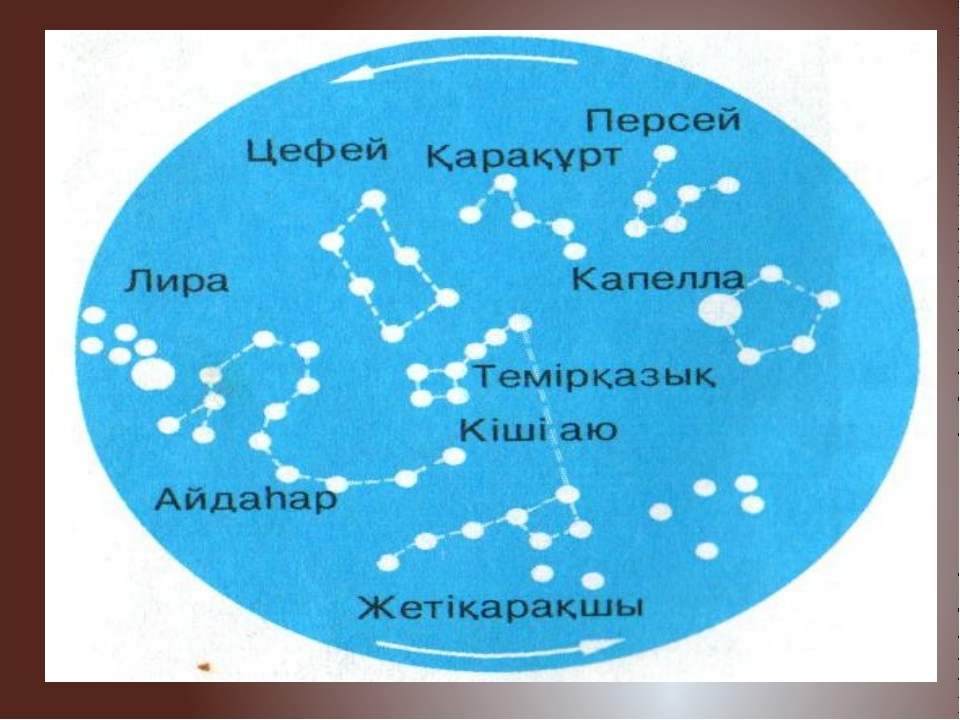 Персей
Цефей
Қарақұрт
Лира
Капелла
Темірқазық
Кіші аю
Айдаһар
Жетіқарақшы